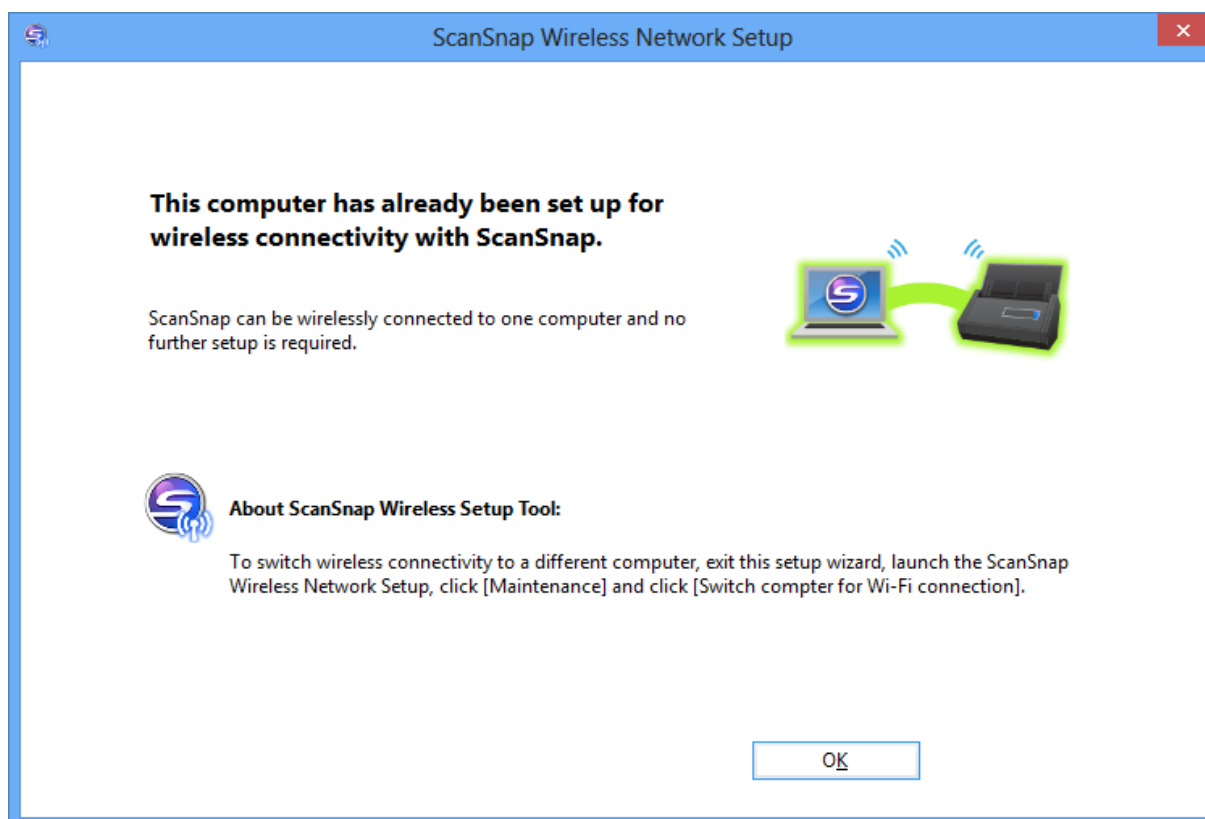 ScanSnap Wireless Network Setup
This computer has already been set up for
wireless connectivity with ScanSnap.
ScanSnap can be wirelessly connected to one computer and no
further setup is required.
About ScanSnap Wireless Setup Tool:
To switch wireless connectivity to a different computer, exit this setup wizard, launch the ScanSnap
Wireless Network Setup, click [Maintenance] and click [Switch compter for Wi-Fi connection].
OK